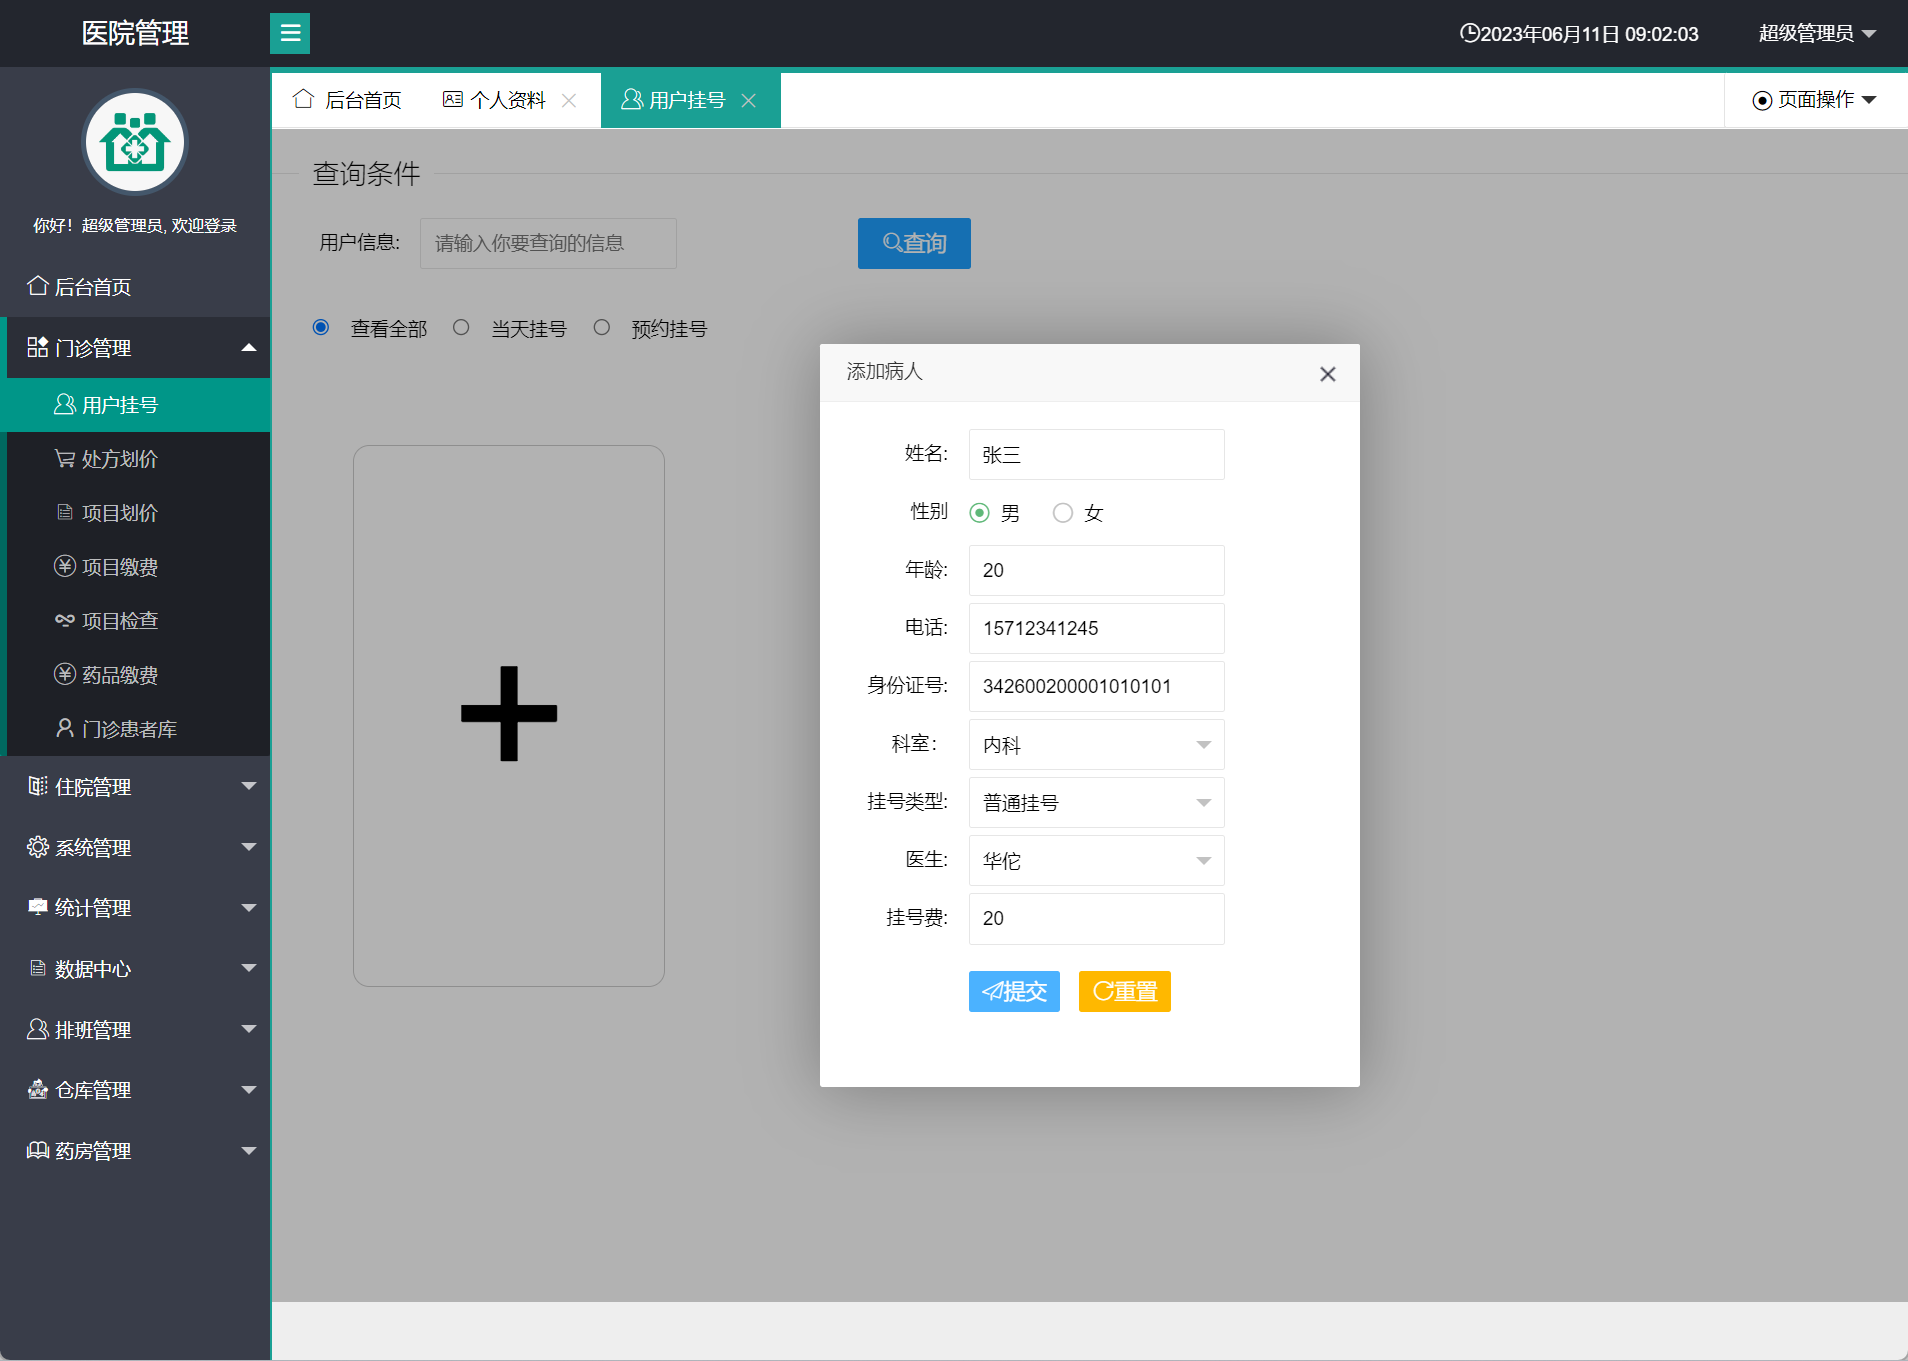 医院管理
2023年06月11日 09:02:03
超级管理员
后台首页
个人资料
用户挂号
页面操作
你好！超级管理员, 欢迎登录
后台首页
门诊管理
用户挂号
处方划价
项目划价
项目缴费
项目检查
药品缴费
门诊患者库
住院管理
系统管理
统计管理
数据中心
排班管理
仓库管理
药房管理
查询条件
用户信息:
请输入你要查询的信息
查询
查看全部
当天挂号
预约挂号
添加病人
姓名: 张三
性别 男 女
年龄: 20
电话: 15712341245
身份证号: 342600200001010101
科室： 内科
挂号类型: 普通挂号
医生: 华佗
挂号费: 20
提交
重置